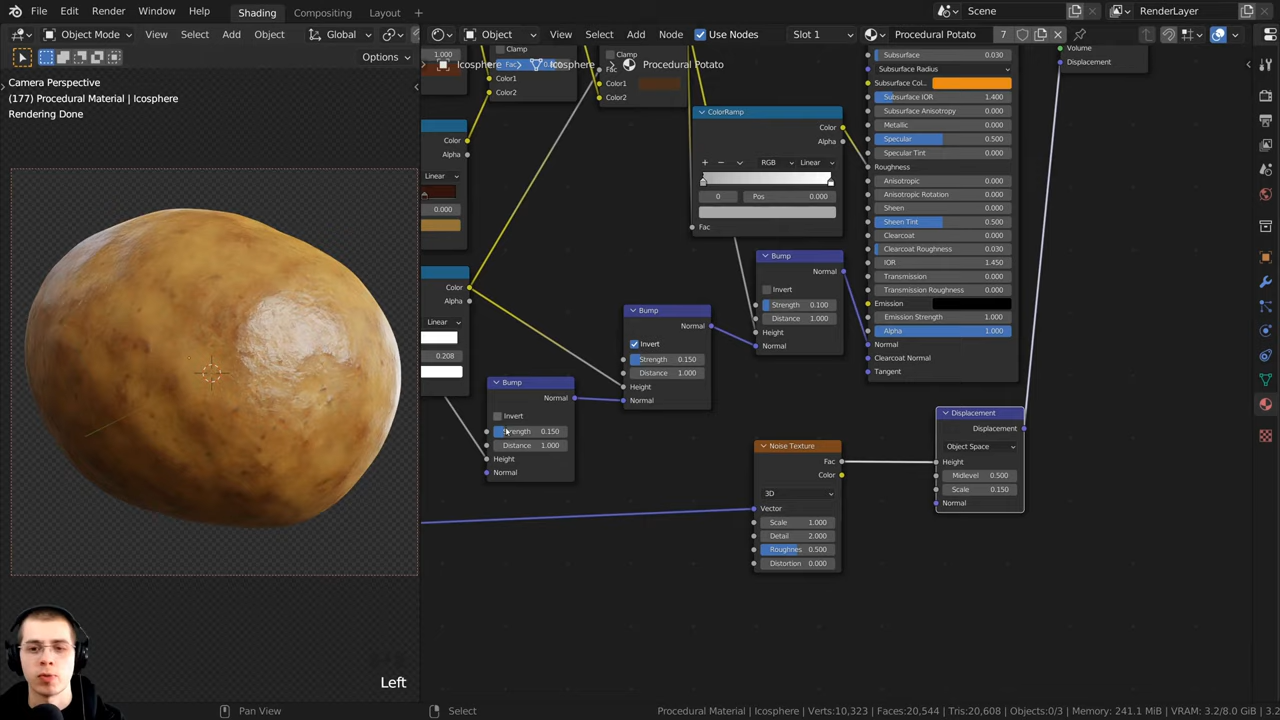 File Edit Render Window Help Shading Compositing Layout + Scene RenderLayer
Object Mode View Select Add Object Global Object View Select Add Node Use Nodes Slot 1 Procedural Potato 7
Options
Camera Perspective
(177) Procedural Material | Icosphere
Rendering Done
Icosphere > Icosphere > Procedural Potato
1.000
Clamp
Fac
Color1
Color2
Clamp
Fac
Color1
Color2
Color
Alpha
Linear
0.000
Color
Alpha
Linear
0.208
ColorRamp
Color
Alpha
+ − RGB Linear
0 Pos 0.000
Fac
Bump
Normal
Invert
Strength 0.150
Distance 1.000
Height
Normal
Bump
Normal
Invert
Strength 0.150
Distance 1.000
Height
Normal
Bump
Normal
Invert
Strength 0.100
Distance 1.000
Height
Normal
Subsurface 0.030
Subsurface Radius
Subsurface Col..
Subsurface IOR 1.400
Subsurface Anisotropy 0.000
Metallic 0.000
Specular 0.500
Specular Tint 0.000
Roughness
Anisotropic 0.000
Anisotropic Rotation 0.000
Sheen 0.000
Sheen Tint 0.500
Clearcoat 0.000
Clearcoat Roughness 0.030
IOR 1.450
Transmission 0.000
Transmission Roughness 0.000
Emission
Emission Strength 1.000
Alpha 1.000
Normal
Clearcoat Normal
Tangent
Volume
Displacement
Noise Texture
Fac
Color
3D
Vector
Scale 1.000
Detail 2.000
Roughnes 0.500
Distortion 0.000
Displacement
Displacement
Object Space
Height
Midlevel 0.500
Scale 0.150
Normal
Left
Pan View Select Procedural Material | Icosphere | Verts:10,323 | Faces:20,544 | Tris:20,608 | Objects:0/3 | Memory: 241.1 MiB | VRAM: 3.2/8.0 GiB